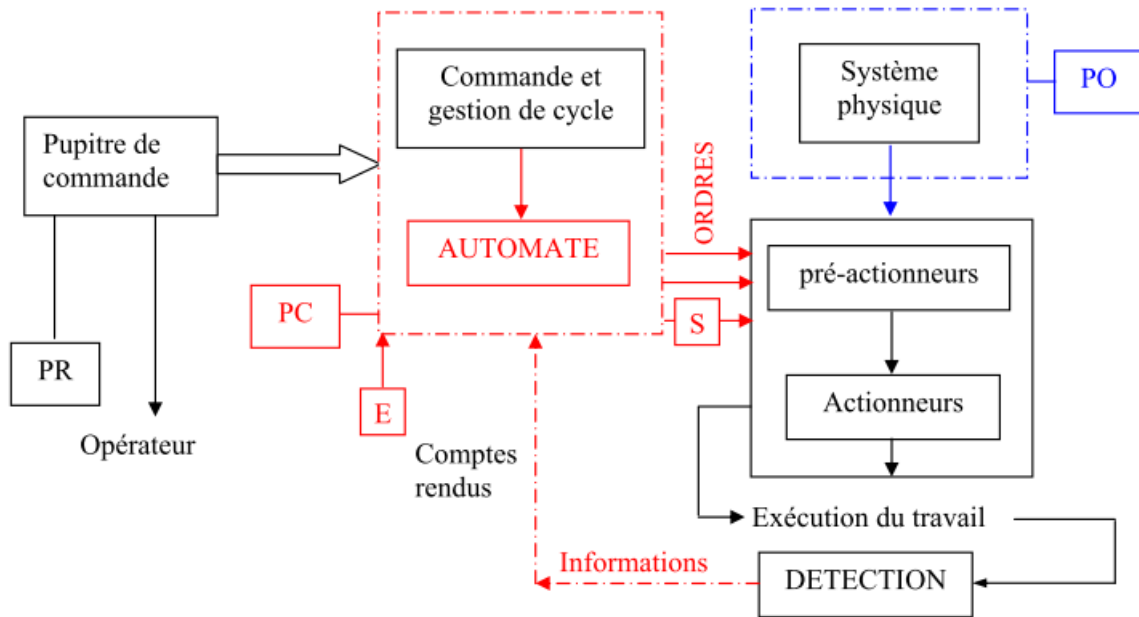 Commande et
gestion de cycle
Système
physique
PO
Pupitre de
commande
ORDRES
AUTOMATE
pré-actionneurs
PC
S
PR
E
Actionneurs
Opérateur
Comptes
rendus
Exécution du travail
Informations
DETECTION